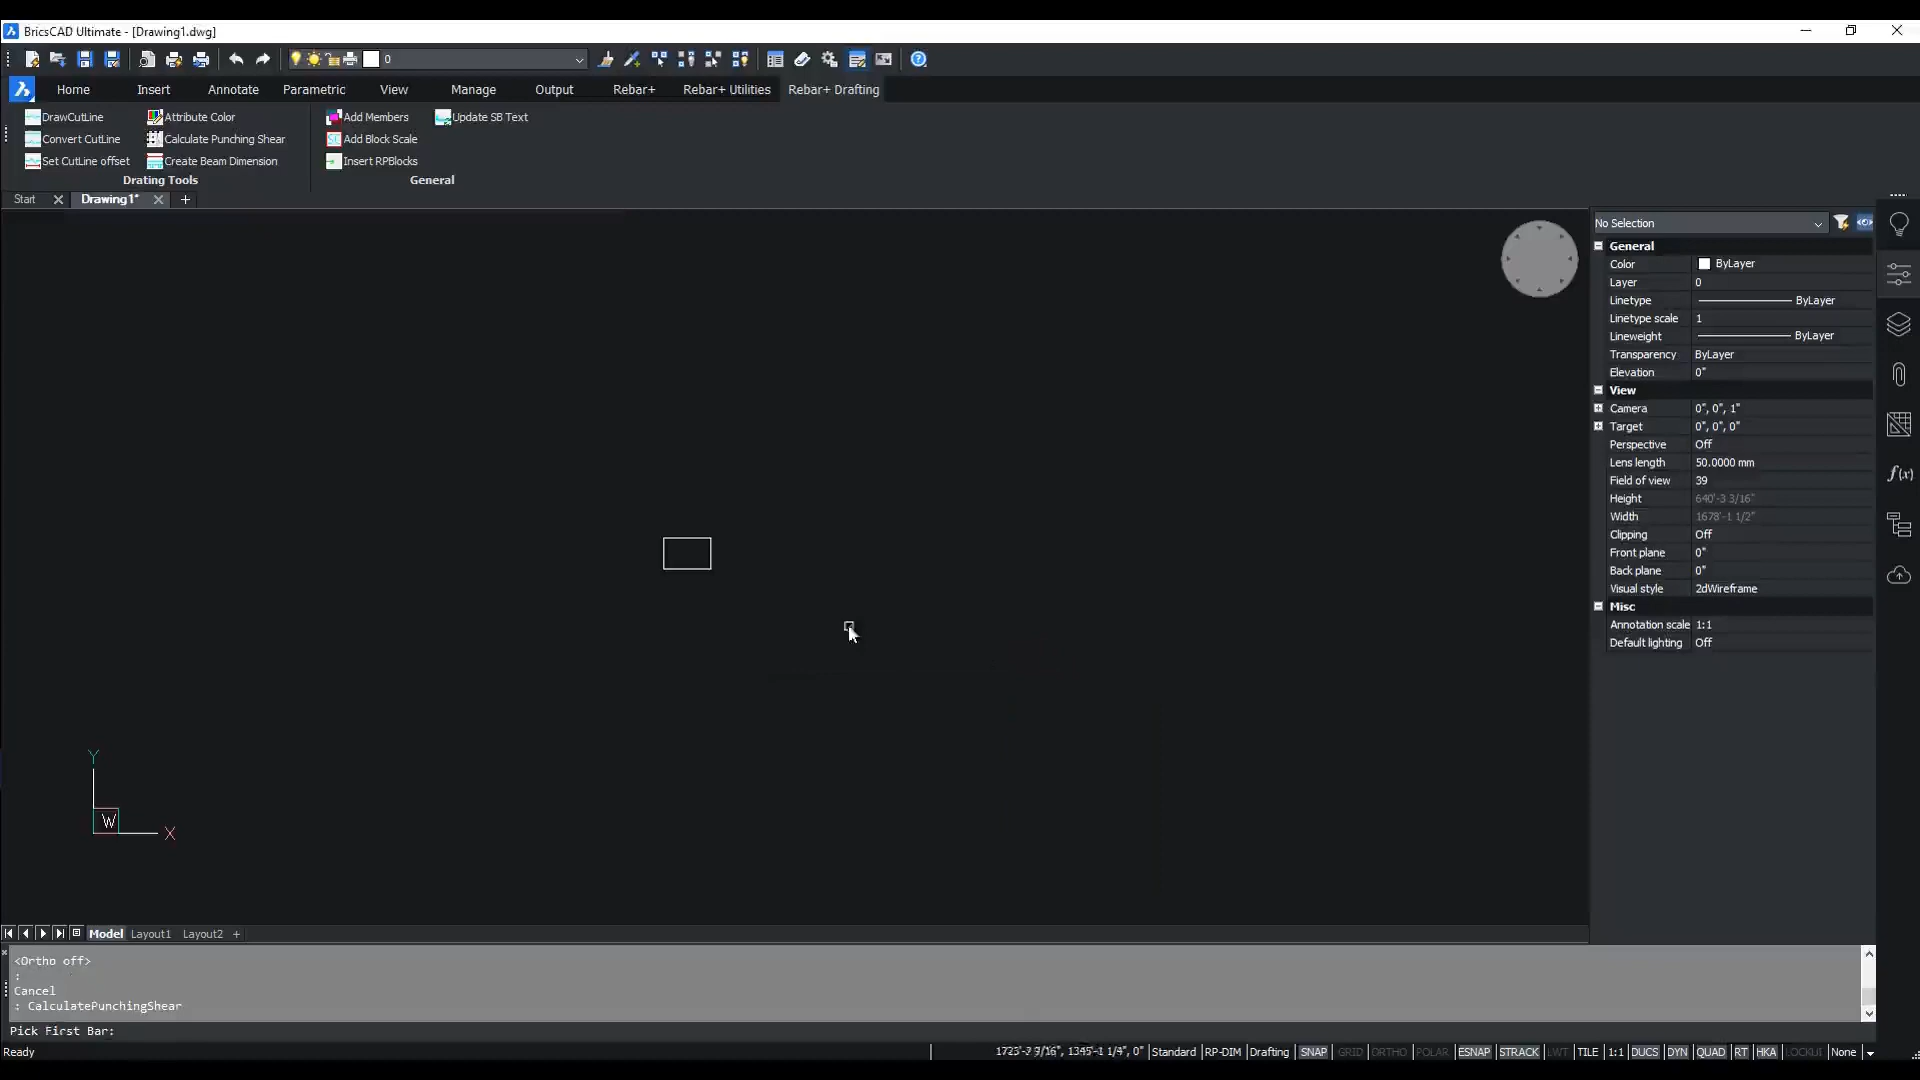 BricsCAD Ultimate - [Drawing1.dwg]
0
Home Insert Annotate Parametric View Manage Output Rebar+ Rebar+ Utilities Rebar+ Drafting
DrawCutLine Attribute Color Add Members Update SB Text
Convert CutLine Calculate Punching Shear Add Block Scale
Set CutLine offset Create Beam Dimension Insert RPBlocks
Drating Tools General
Start Drawing1* +
No Selection
General
Color ByLayer
Layer 0
Linetype ByLayer
Linetype scale 1
Lineweight ByLayer
Transparency ByLayer
Elevation 0"
View
Camera 0", 0", 1"
Target 0", 0", 0"
Perspective Off
Lens length 50.0000 mm
Field of view 39
Height 640'-3 3/16"
Width 1678'-1 1/2"
Clipping Off
Front plane 0"
Back plane 0"
Visual style 2dWireframe
Misc
Annotation scale 1:1
Default lighting Off
f(x)
Y
W
X
Model Layout1 Layout2 +
<Ortho off>
:
Cancel
: CalculatePunchingShear
Pick First Bar:
Ready 1345'-1 1/4", 0" Standard RP-DIM Drafting SNAP GRID ORTHO POLAR ESNAP STRACK LWT TILE 1:1 DUCS DYN QUAD RT HKA LOCKUI None